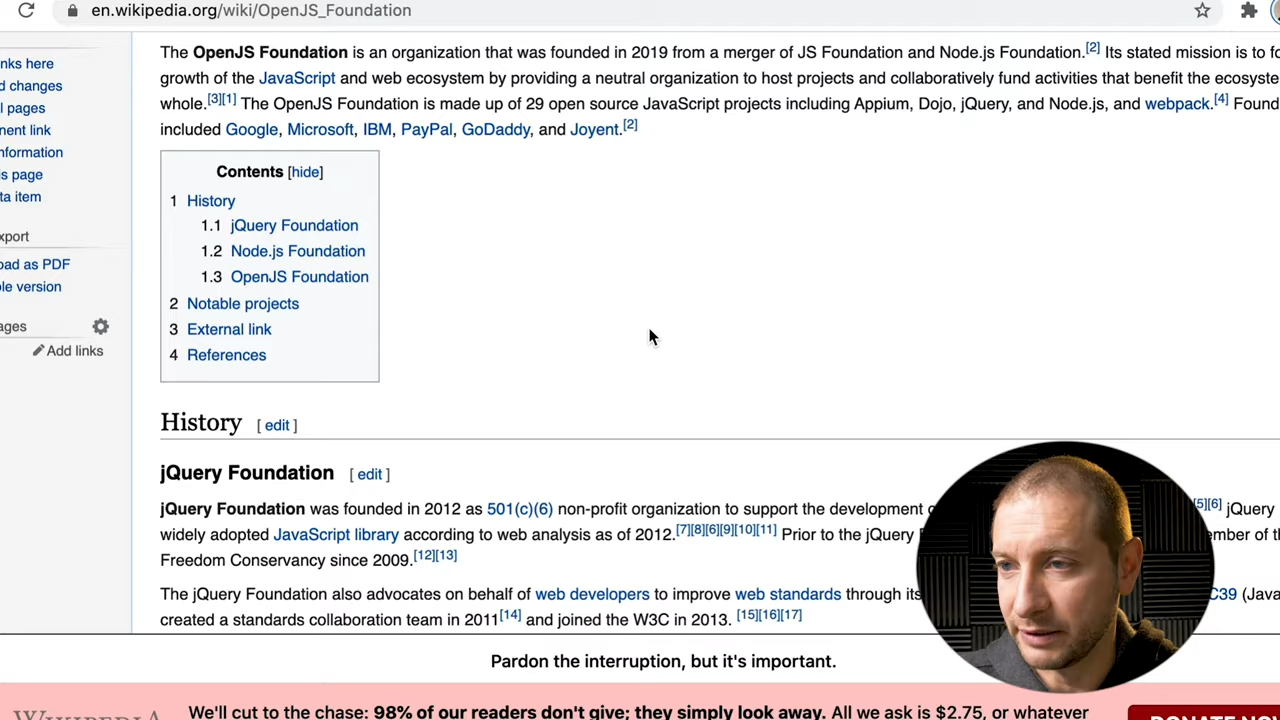 en.wikipedia.org/wiki/OpenJS_Foundation
nks here
d changes
l pages
nent link
nformation
s page
ta item
xport
oad as PDF
le version
ages
Add links
The OpenJS Foundation is an organization that was founded in 2019 from a merger of JS Foundation and Node.js Foundation.[2] Its stated mission is to fo
growth of the JavaScript and web ecosystem by providing a neutral organization to host projects and collaboratively fund activities that benefit the ecosyste
whole.[3][1] The OpenJS Foundation is made up of 29 open source JavaScript projects including Appium, Dojo, jQuery, and Node.js, and webpack.[4] Found
included Google, Microsoft, IBM, PayPal, GoDaddy, and Joyent.[2]
Contents [hide]
1 History
1.1 jQuery Foundation
1.2 Node.js Foundation
1.3 OpenJS Foundation
2 Notable projects
3 External link
4 References
History [ edit ]
jQuery Foundation [ edit ]
jQuery Foundation was founded in 2012 as 501(c)(6) non-profit organization to support the development [5][6] jQuery
widely adopted JavaScript library according to web analysis as of 2012.[7][8][6][9][10][11] Prior to the jQuery ember of th
Freedom Conservancy since 2009.[12][13]
The jQuery Foundation also advocates on behalf of web developers to improve web standards through its C39 (Java
created a standards collaboration team in 2011[14] and joined the W3C in 2013. [15][16][17]
Pardon the interruption, but it's important.
WIKIPEDIA
We'll cut to the chase: 98% of our readers don't give; they simply look away. All we ask is $2.75, or whatever
DONATE NO